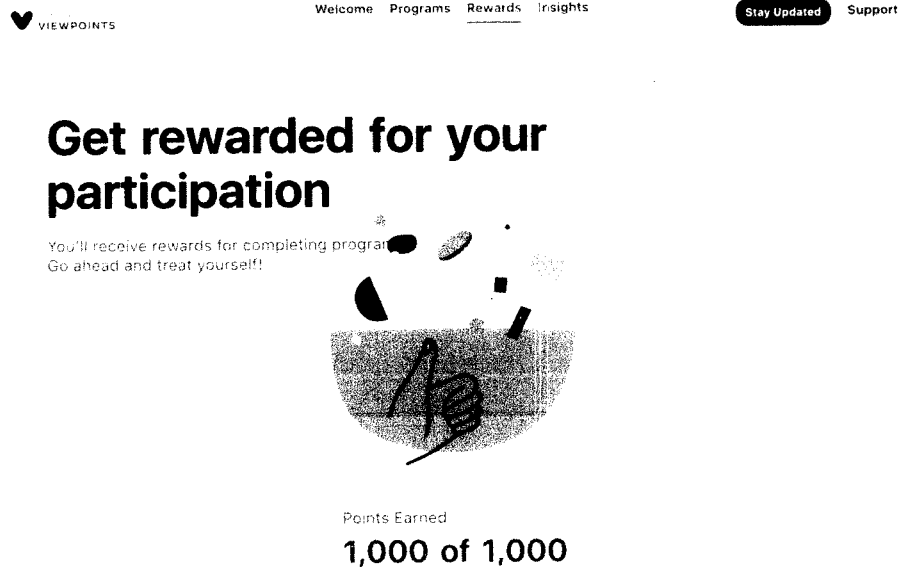 VIEWPOINTS
Welcome Programs Rewards Insights
Stay Updated Support
Get rewarded for your
participation
You'll receive rewards for completing
Go ahead and treat yourself!
Points Earned
1,000 of 1,000